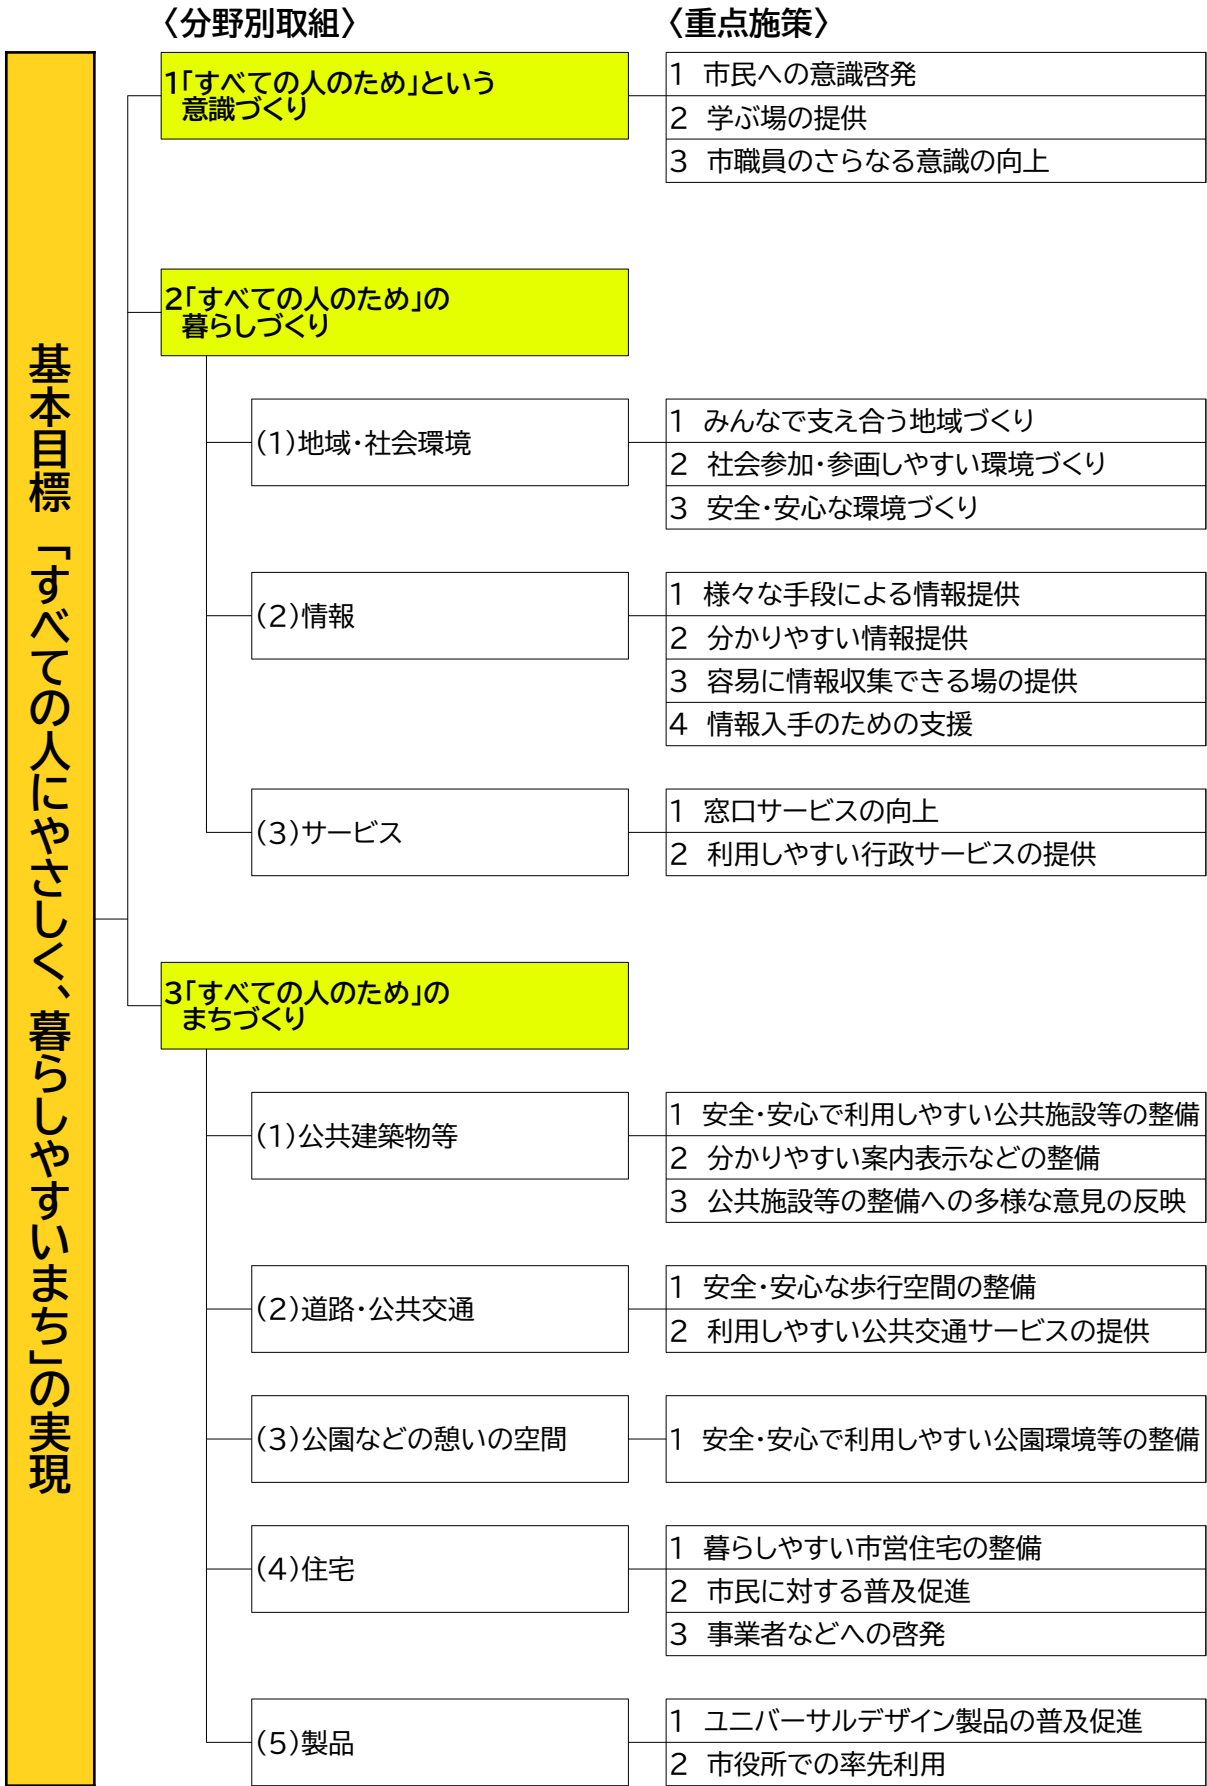 〈分野別取組〉
〈重点施策〉
基本目標 「すべての人にやさしく、暮らしやすいまち」の実現
1「すべての人のため」という
意識づくり
1 市民への意識啓発
2 学ぶ場の提供
3 市職員のさらなる意識の向上
2「すべての人のため」の
暮らしづくり
(1)地域・社会環境
1 みんなで支え合う地域づくり
2 社会参加・参画しやすい環境づくり
3 安全・安心な環境づくり
(2)情報
1 様々な手段による情報提供
2 分かりやすい情報提供
3 容易に情報収集できる場の提供
4 情報入手のための支援
(3)サービス
1 窓口サービスの向上
2 利用しやすい行政サービスの提供
3「すべての人のため」の
まちづくり
(1)公共建築物等
1 安全・安心で利用しやすい公共施設等の整備
2 分かりやすい案内表示などの整備
3 公共施設等の整備への多様な意見の反映
(2)道路・公共交通
1 安全・安心な歩行空間の整備
2 利用しやすい公共交通サービスの提供
(3)公園などの憩いの空間
1 安全・安心で利用しやすい公園環境等の整備
(4)住宅
1 暮らしやすい市営住宅の整備
2 市民に対する普及促進
3 事業者などへの啓発
(5)製品
1 ユニバーサルデザイン製品の普及促進
2 市役所での率先利用